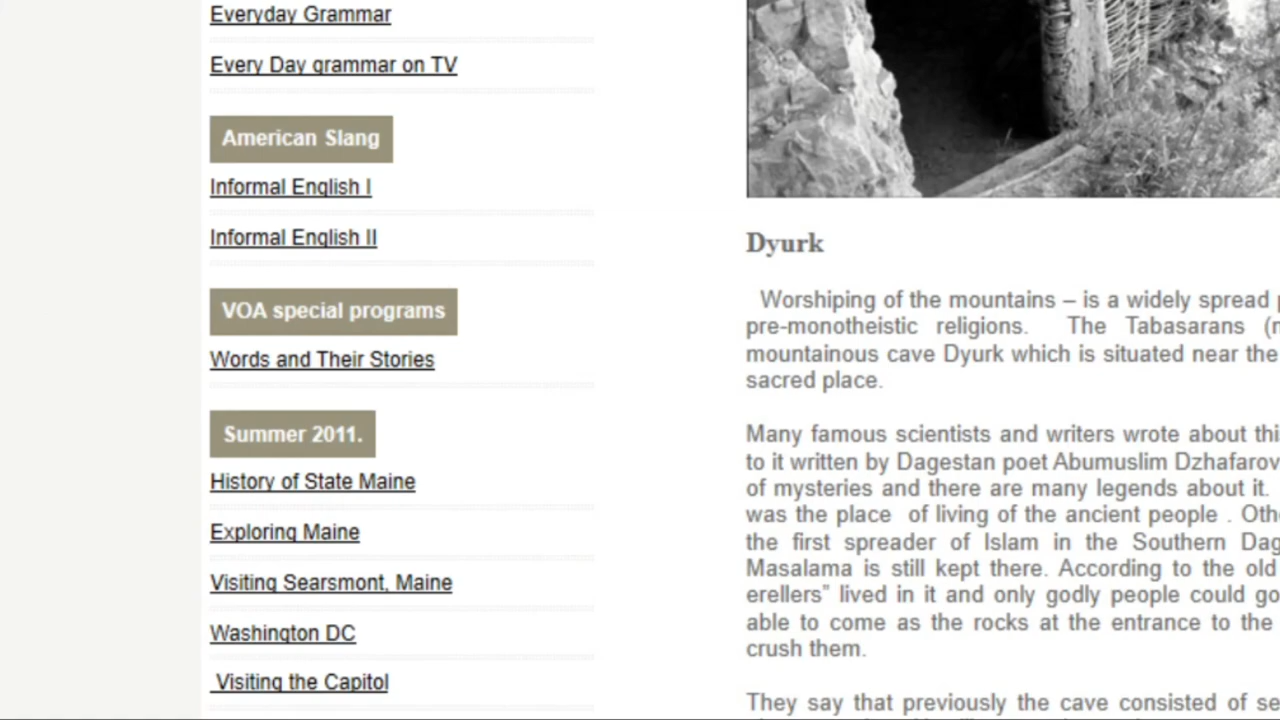 Everyday Grammar
Every Day grammar on TV
American Slang
Informal English I
Informal English II
VOA special programs
Words and Their Stories
Summer 2011.
History of State Maine
Exploring Maine
Visiting Searsmont, Maine
Washington DC
Visiting the Capitol
Dyurk
Worshiping of the mountains – is a widely spread
pre-monotheistic religions. The Tabasarans
mountainous cave Dyurk which is situated near the
sacred place.
Many famous scientists and writers wrote about
to it written by Dagestan poet Abumuslim Dzhafarov
of mysteries and there are many legends about it.
was the place of living of the ancient people .
the first spreader of Islam in the Southern
Masalama is still kept there. According to the old
erellers” lived in it and only godly people could
able to come as the rocks at the entrance to the
crush them.
They say that previously the cave consisted of